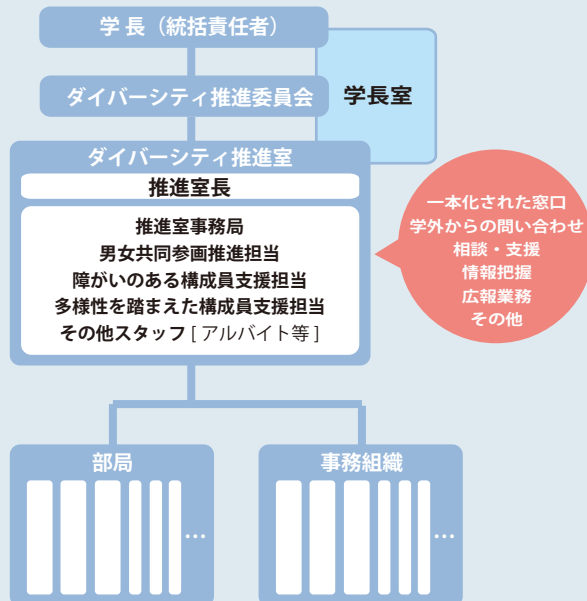 学 長（統括責任者）
ダイバーシティ推進委員会
学長室
ダイバーシティ推進室
推進室長
推進室事務局
男女共同参画推進担当
障がいのある構成員支援担当
多様性を踏まえた構成員支援担当
その他スタッフ [ アルバイト等 ]
一本化された窓口
学外からの問い合わせ
相談・支援
情報把握
広報業務
その他
部局
…
事務組織
…